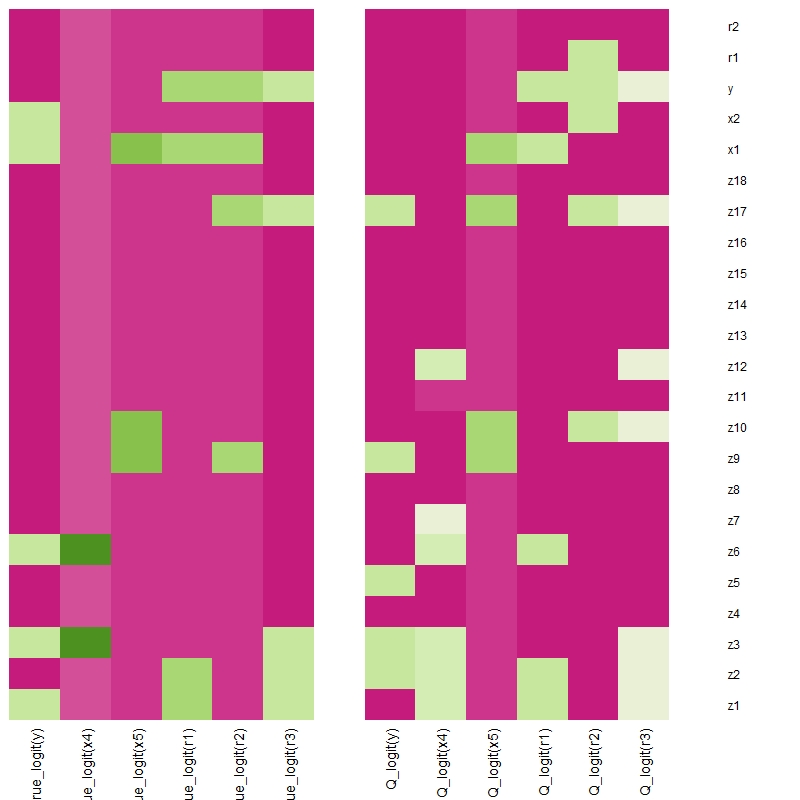 r2
r1
y
x2
x1
z18
z17
z16
z15
z14
z13
z12
z11
z10
z9
z8
z7
z6
z5
z4
z3
z2
z1
rue_logit(y)
ue_logit(x4)
ue_logit(x5)
ue_logit(r1)
ue_logit(r2)
ue_logit(r3)
Q_logit(y)
Q_logit(x4)
Q_logit(x5)
Q_logit(r1)
Q_logit(r2)
Q_logit(r3)